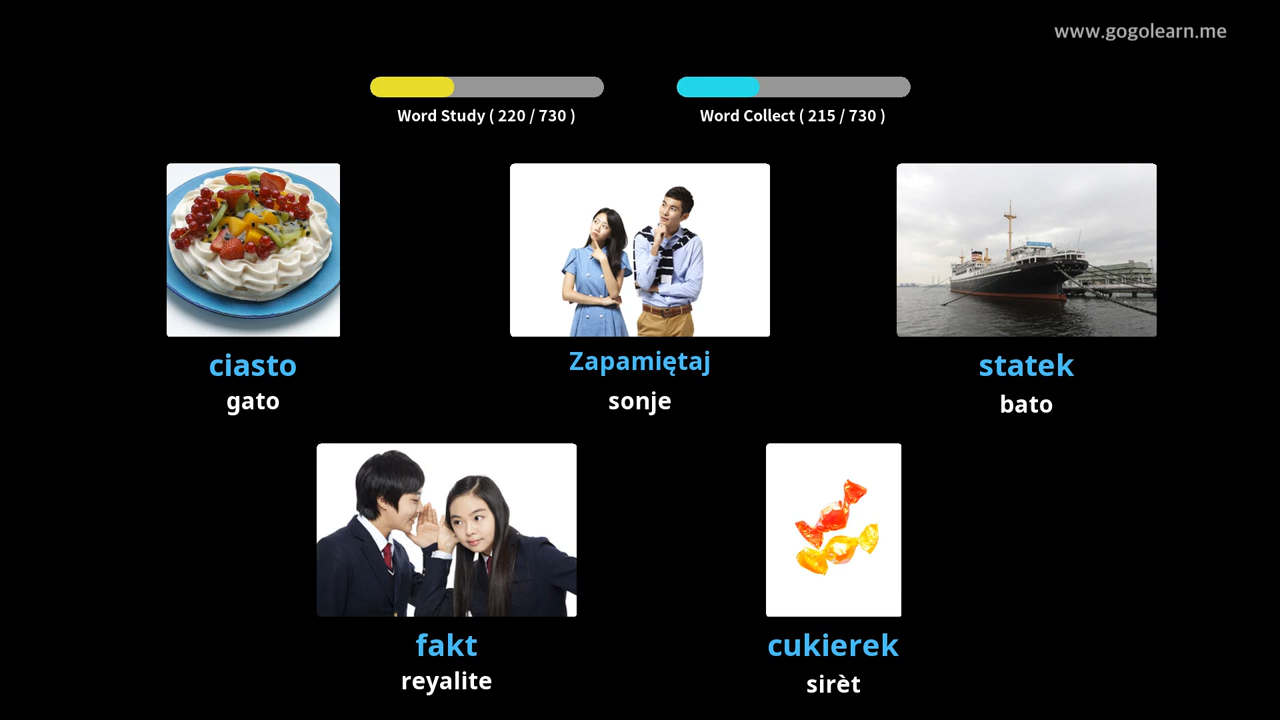 www.gogolearn.me
Word Study ( 220 / 730 )
Word Collect ( 215 / 730 )
ciasto
gato
Zapamiętaj
sonje
statek
bato
fakt
reyalite
cukierek
sirèt